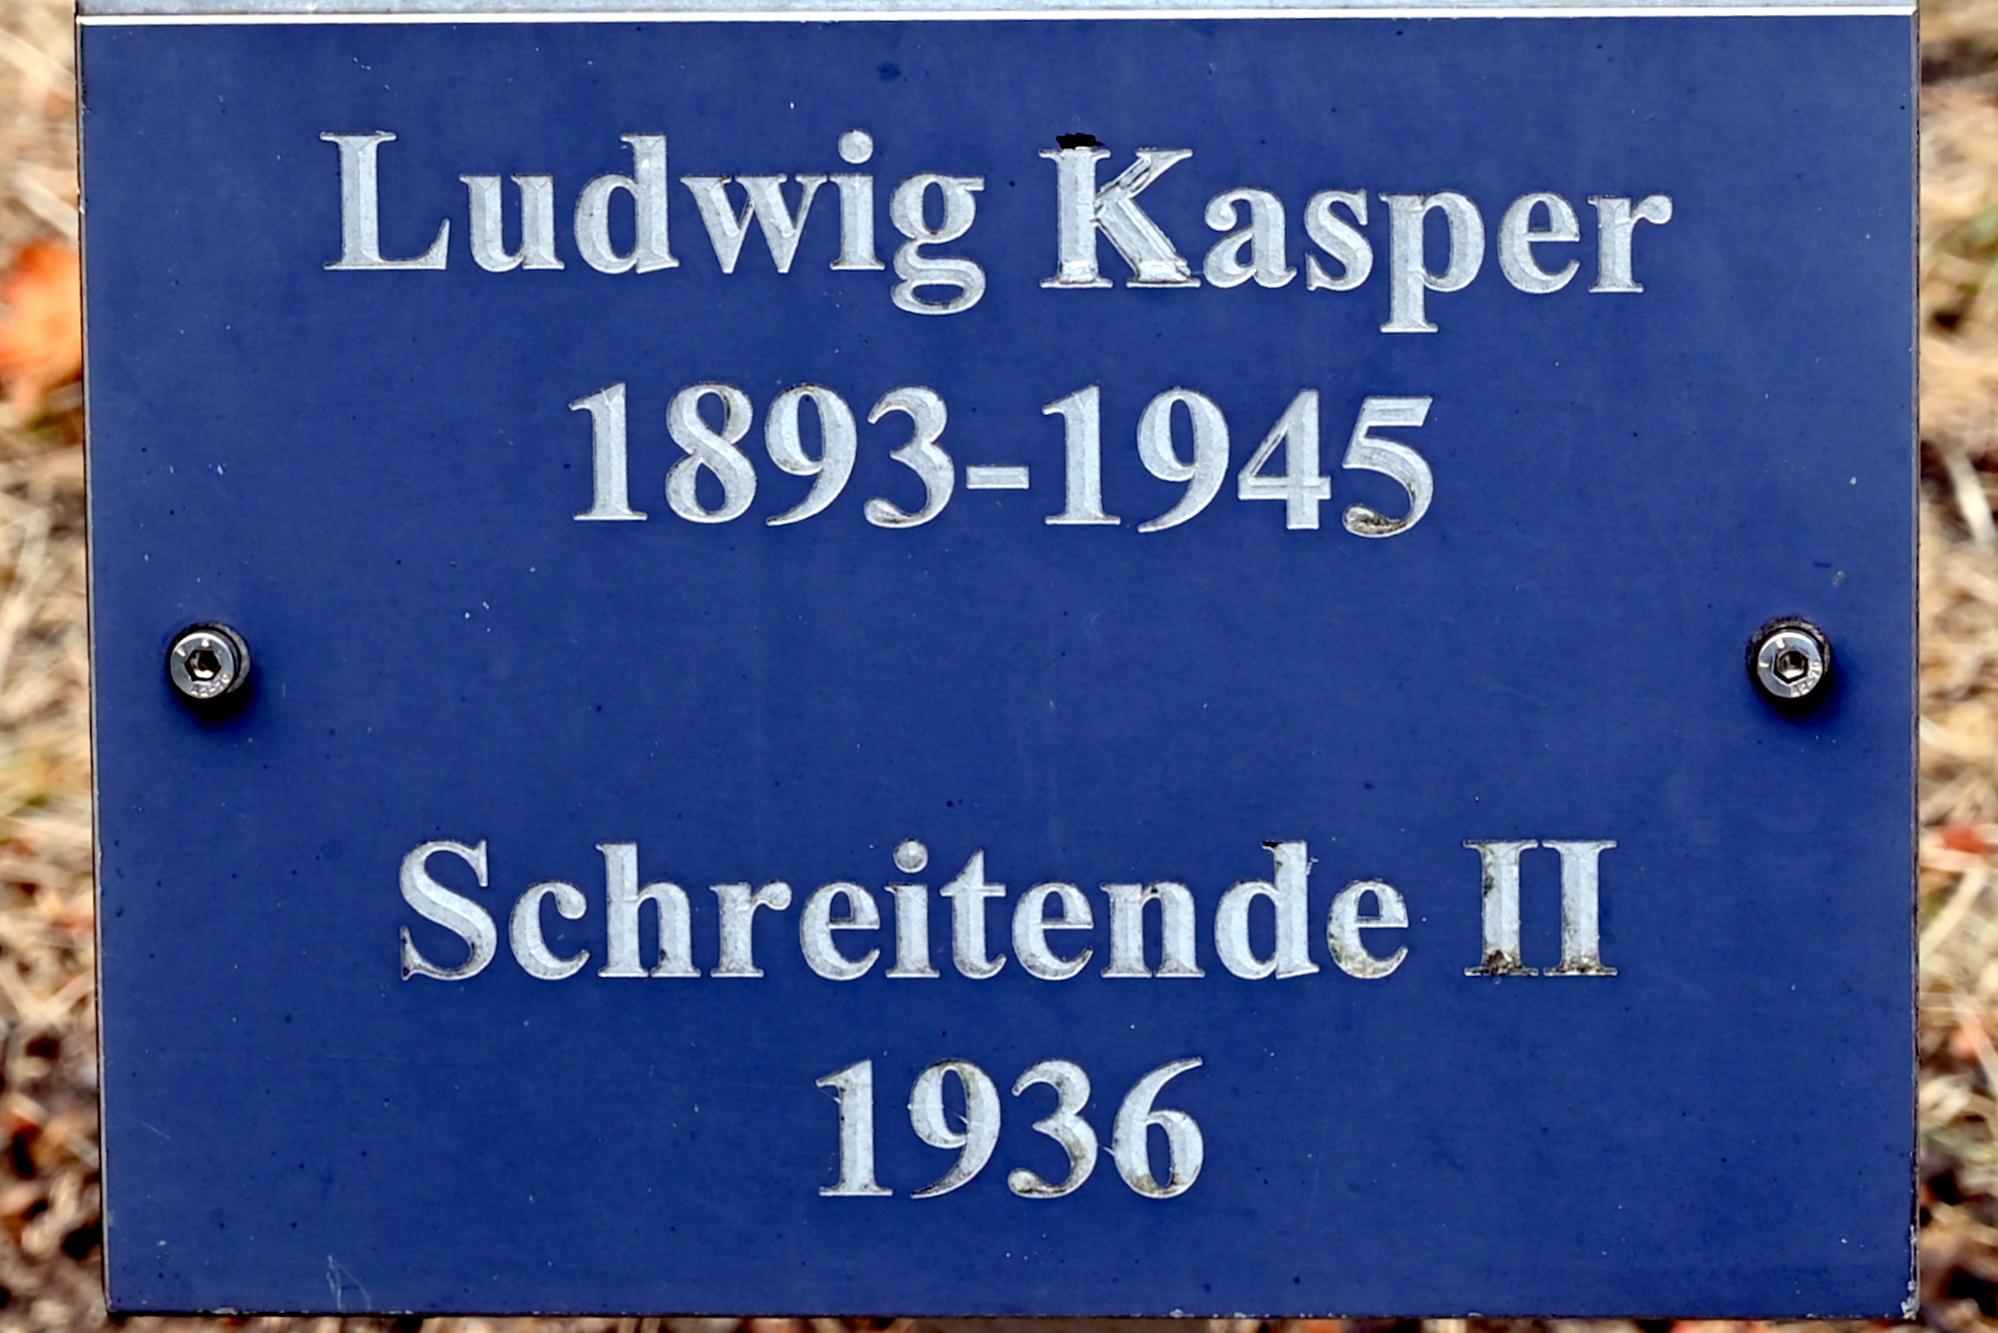 Ludwig Kasper
1893-1945
Schreitende II
1936